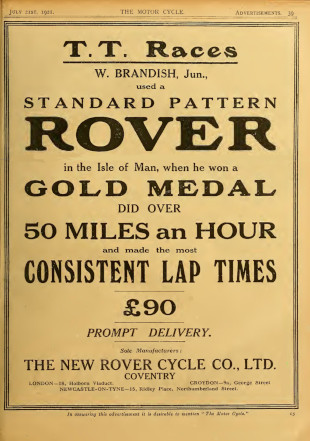 July 21st, 1921. THE MOTOR CYCLE Advertisements. 39
T.T. Races
W. BRANDISH, Jun.,
used a
STANDARD PATTERN
ROVER
in the Isle of Man, when he won a
GOLD MEDAL
DID OVER
50 MILES an HOUR
and made the most
CONSISTENT LAP TIMES
£90
PROMPT DELIVERY.
Sole Manufacturers:
THE NEW ROVER CYCLE CO., LTD.
COVENTRY
LONDON—18, Holborn Viaduct. CROYDON—9a, George Street
NEWCASTLE-ON-TYNE—15, Ridley Place, Northumberland Street.
In answering this advertisement it is desirable to mention "The Motor Cycle."